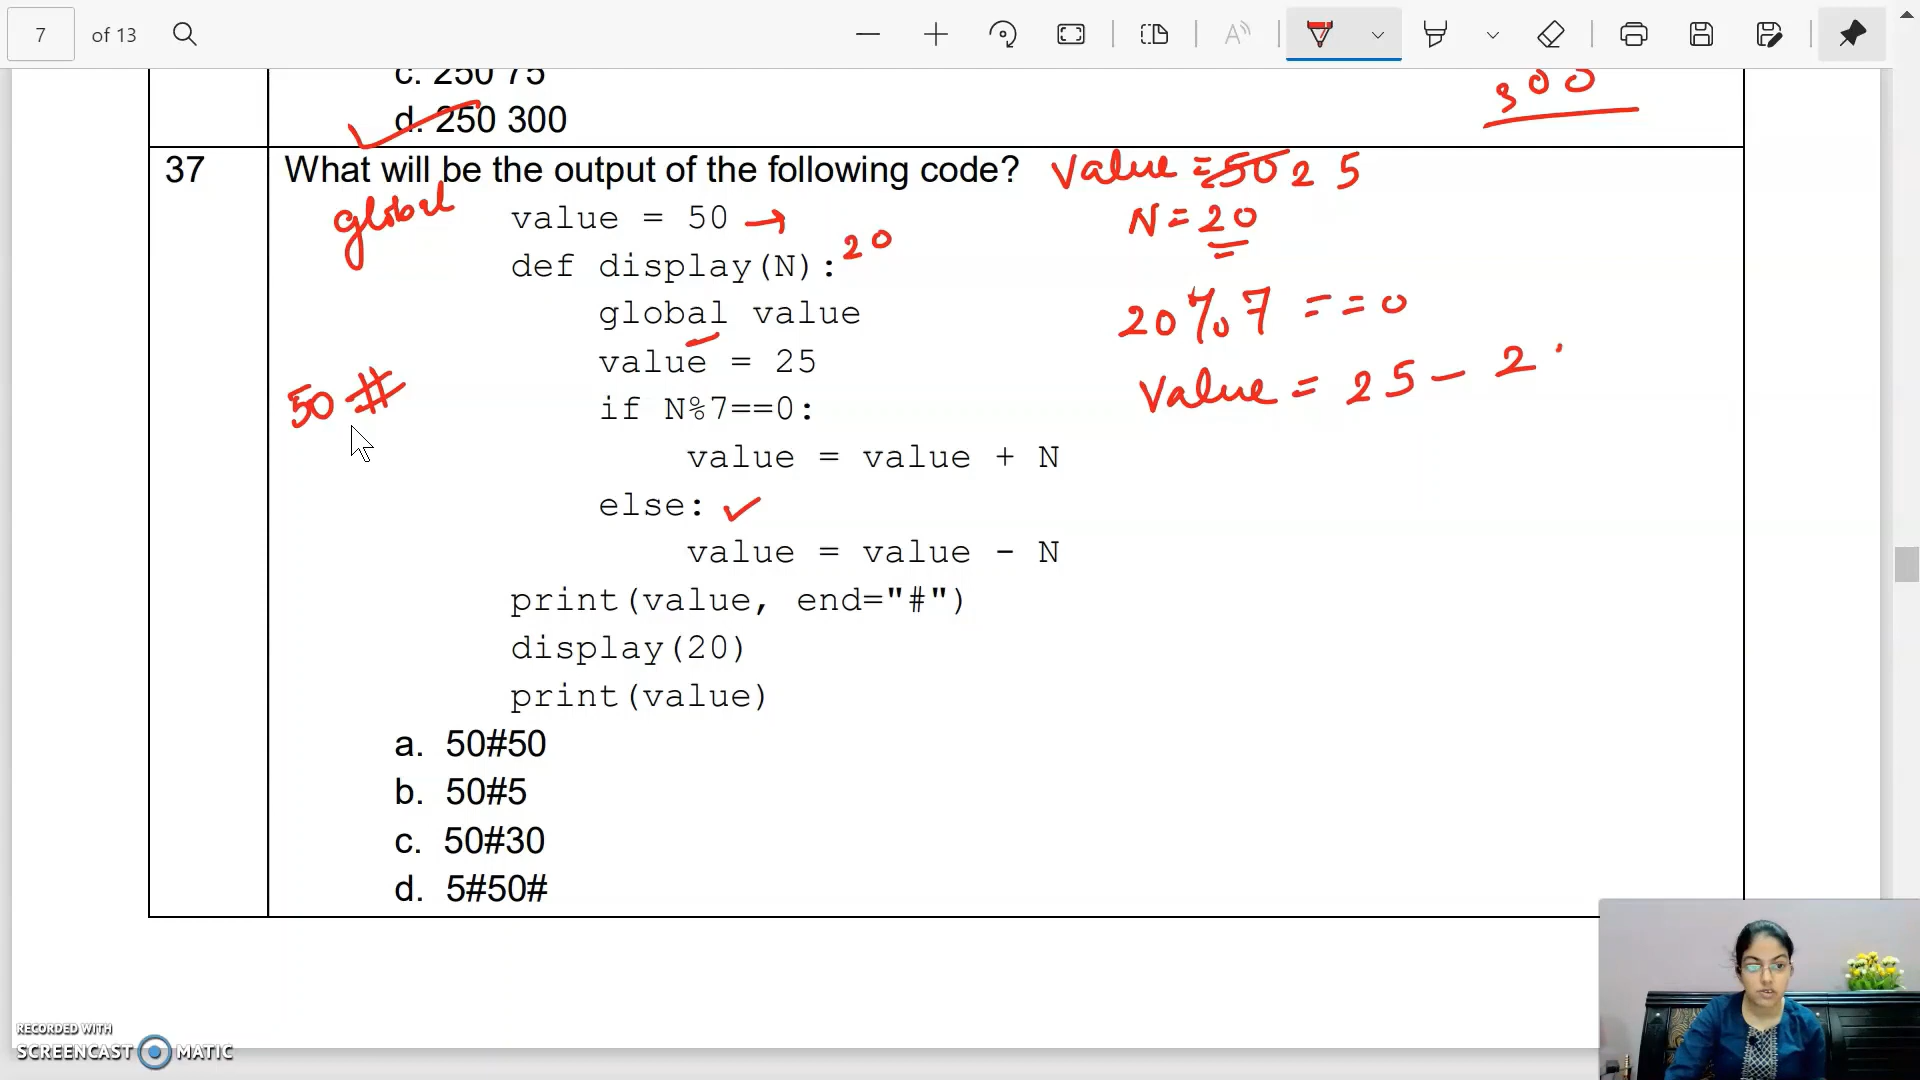 7 of 13
c. 250 75
300
d. 250 300
37 What will be the output of the following code? Value = 50 25
global value = 50 → N = 20
def display(N): 20
global value 20%7 ==0
value = 25 Value = 25 - 2
50# if N%7==0:
value = value + N
else: ✓
value = value - N
print(value, end="#")
display(20)
print(value)
a. 50#50
b. 50#5
c. 50#30
d. 5#50#
RECORDED WITH
SCREENCAST MATIC